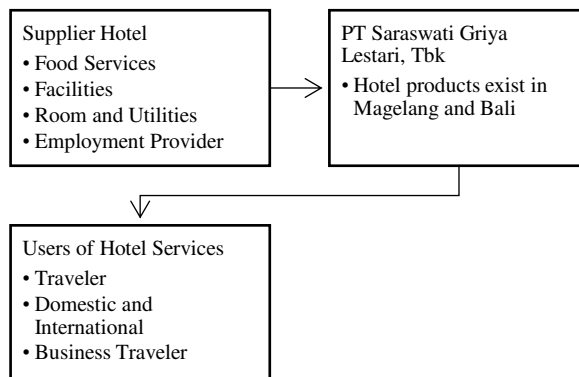 Supplier Hotel
• Food Services
• Facilities
• Room and Utilities
• Employment Provider
PT Saraswati Griya
Lestari, Tbk
• Hotel products exist in
Magelang and Bali
Users of Hotel Services
• Traveler
• Domestic and
International
• Business Traveler